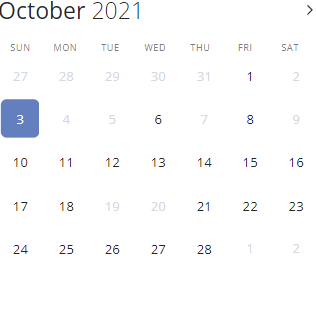 October 2021
SUN MON TUE WED THU FRI SAT
27 28 29 30 31 1 2
3 4 5 6 7 8 9
10 11 12 13 14 15 16
17 18 19 20 21 22 23
24 25 26 27 28 1 2